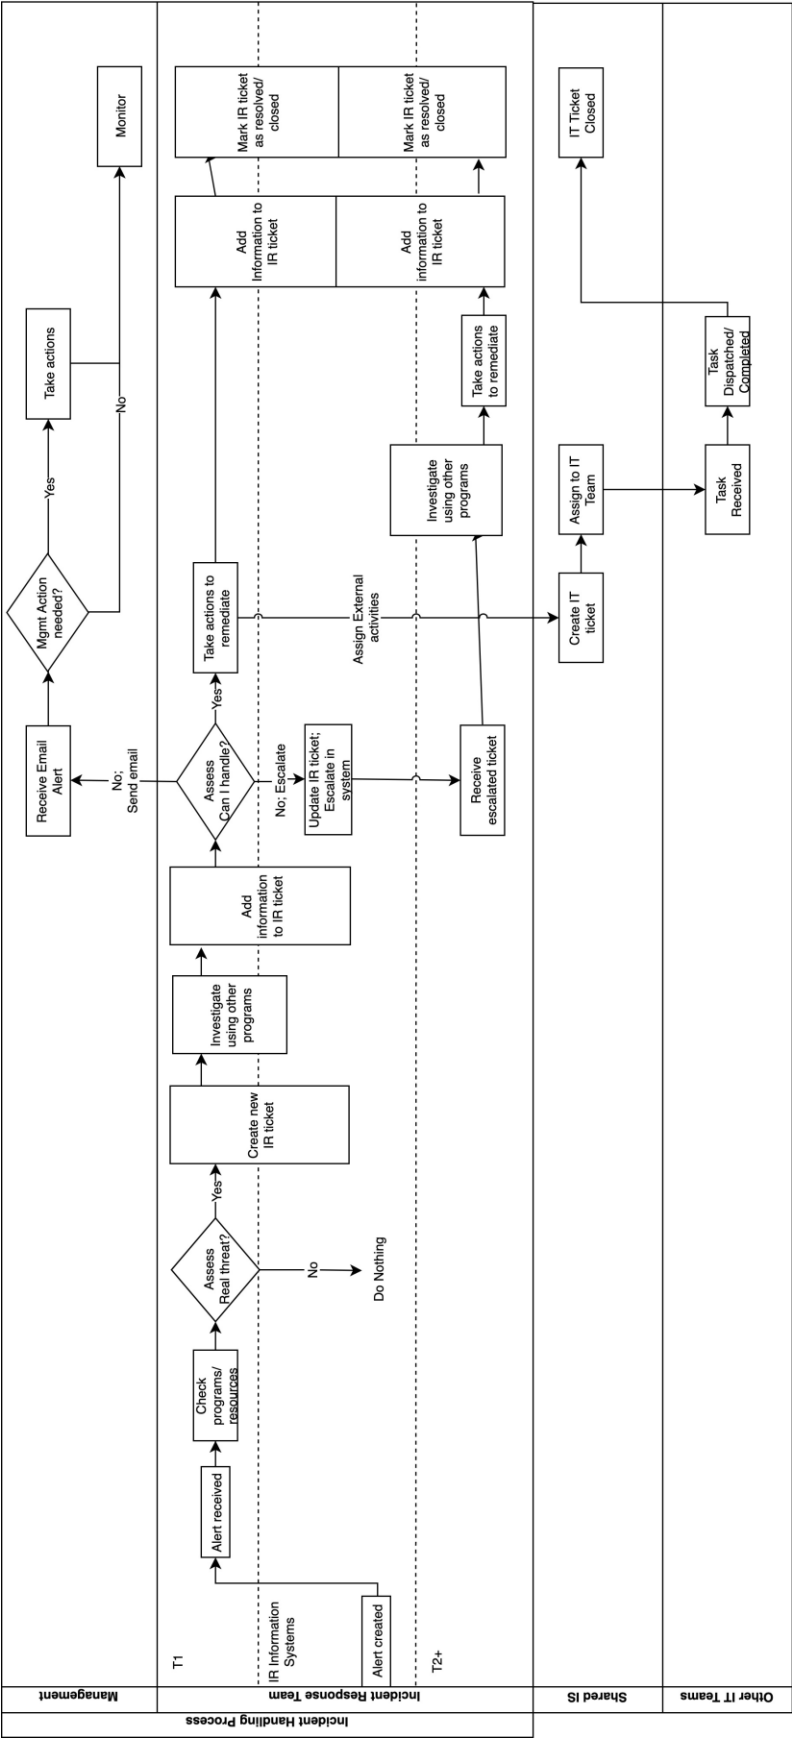 Incident Handling Process
Management
Incident Response Team
Shared IS
Other IT Teams
Receive Email
Alert
Mgmt Action
needed?
Yes
Take actions
No
Monitor
T1
Alert received
Check
programs/
resources
Assess
Real threat?
Yes
No
Do Nothing
Create new
IR ticket
Investigate
using other
programs
Add
information
to IR ticket
Assess
Can I handle?
No;
Send email
Yes
No; Escalate
Take actions to
remediate
Add
Information to
IR ticket
Mark IR ticket
as resolved/
closed
IR Information
Systems
Alert created
Update IR ticket;
Escalate in
system
Assign External
activities
T2+
Receive
escalated ticket
Investigate
using other
programs
Take actions
to remediate
Add
information to
IR ticket
Mark IR ticket
as resolved/
closed
Create IT
ticket
Assign to IT
Team
IT Ticket
Closed
Task
Received
Task
Dispatched/
Completed